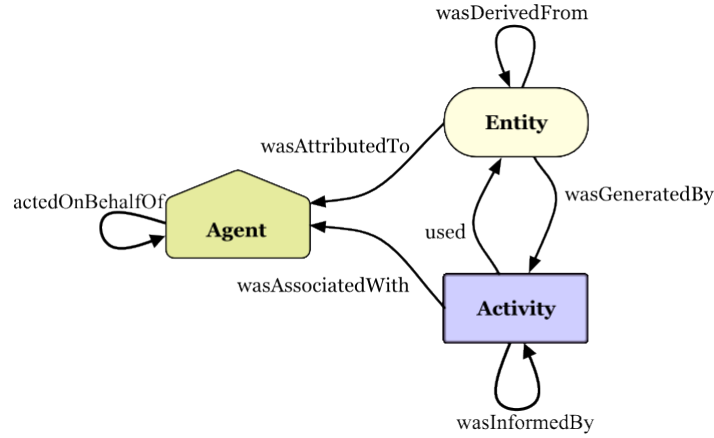 wasDerivedFrom
Entity
wasAttributedTo
actedOnBehalfOf
wasGeneratedBy
Agent
used
wasAssociatedWith
Activity
wasInformedBy